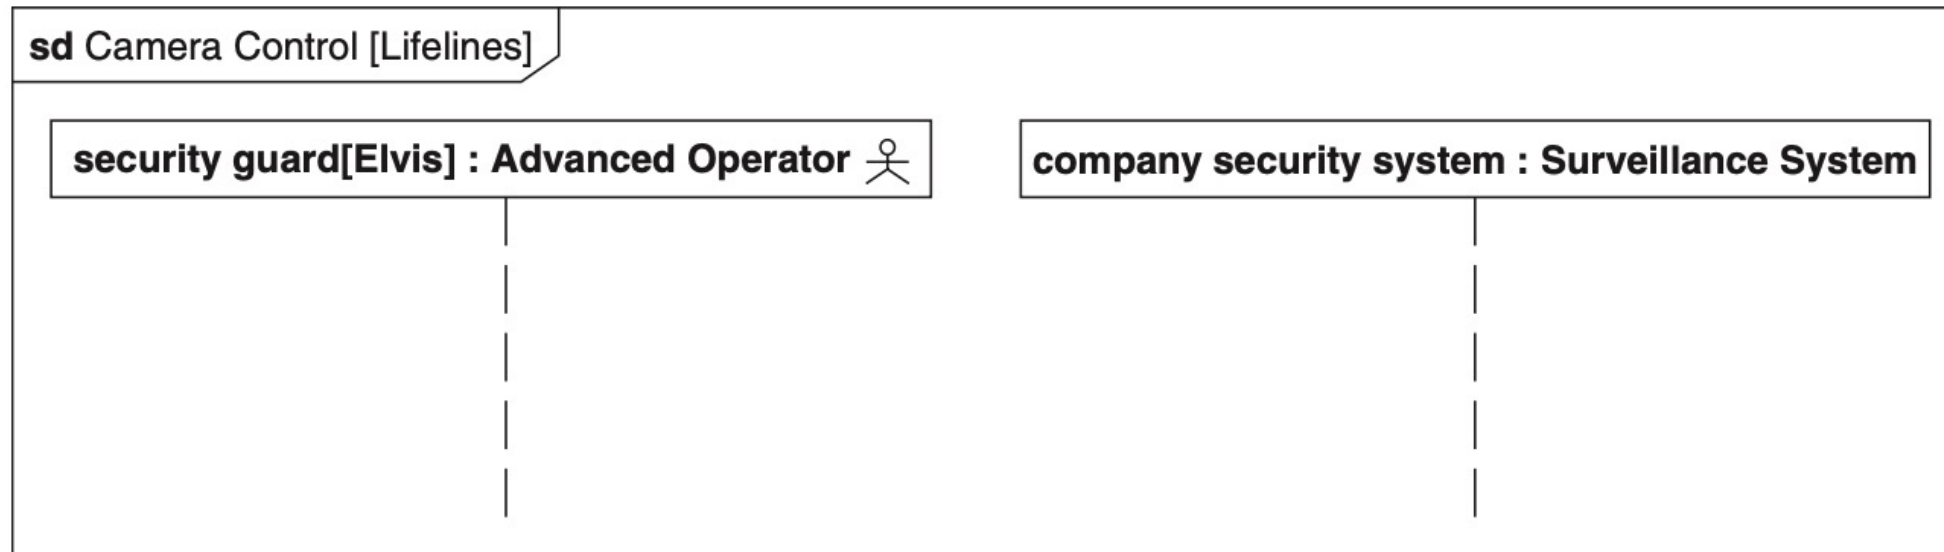 sd Camera Control [Lifelines]
security guard[Elvis] : Advanced Operator
company security system : Surveillance System